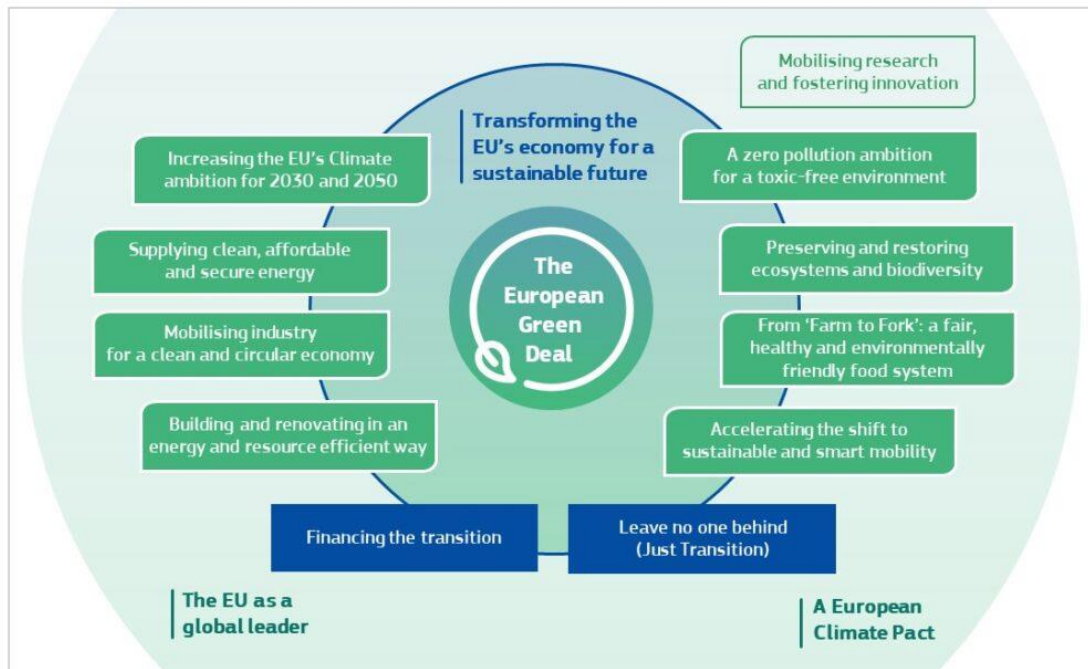 Mobilising research
and fostering innovation
Transforming the
EU's economy for a
sustainable future
Increasing the EU's Climate
ambition for 2030 and 2050
A zero pollution ambition
for a toxic-free environment
Supplying clean, affordable
and secure energy
The
European
Green
Deal
Preserving and restoring
ecosystems and biodiversity
Mobilising industry
for a clean and circular economy
From ‘Farm to Fork’: a fair,
healthy and environmentally
friendly food system
Building and renovating in an
energy and resource efficient way
Accelerating the shift to
sustainable and smart mobility
Financing the transition
Leave no one behind
(Just Transition)
The EU as a
global leader
A European
Climate Pact